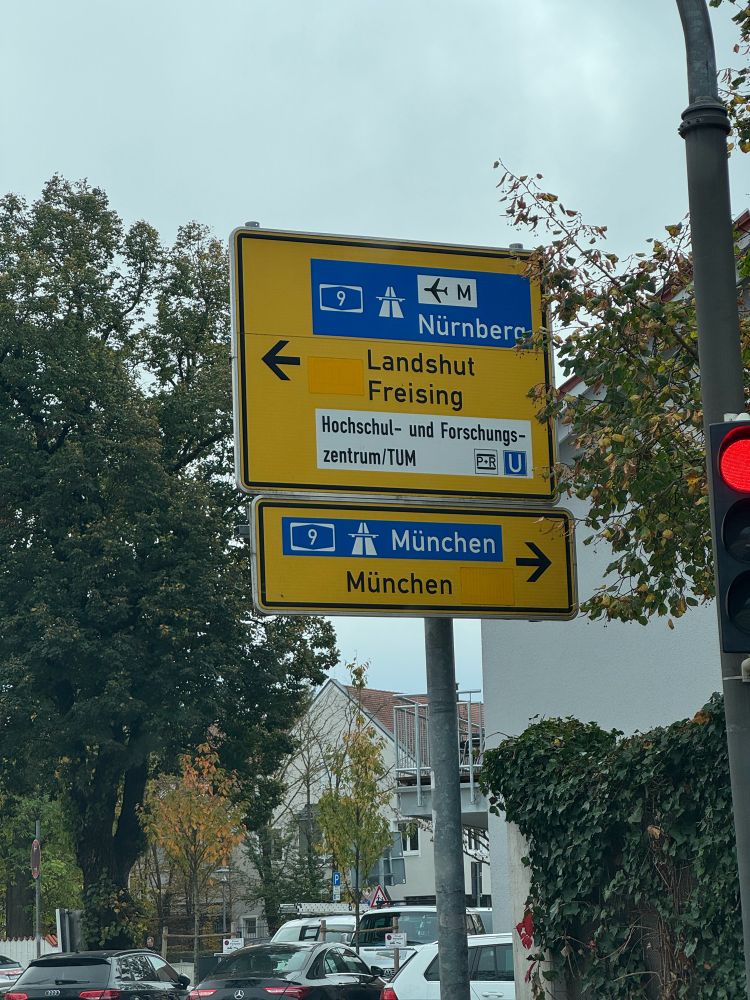 9 M
Nürnberg
Landshut
Freising
Hochschul- und Forschungs-
zentrum/TUM P+R U
9 München
München
P